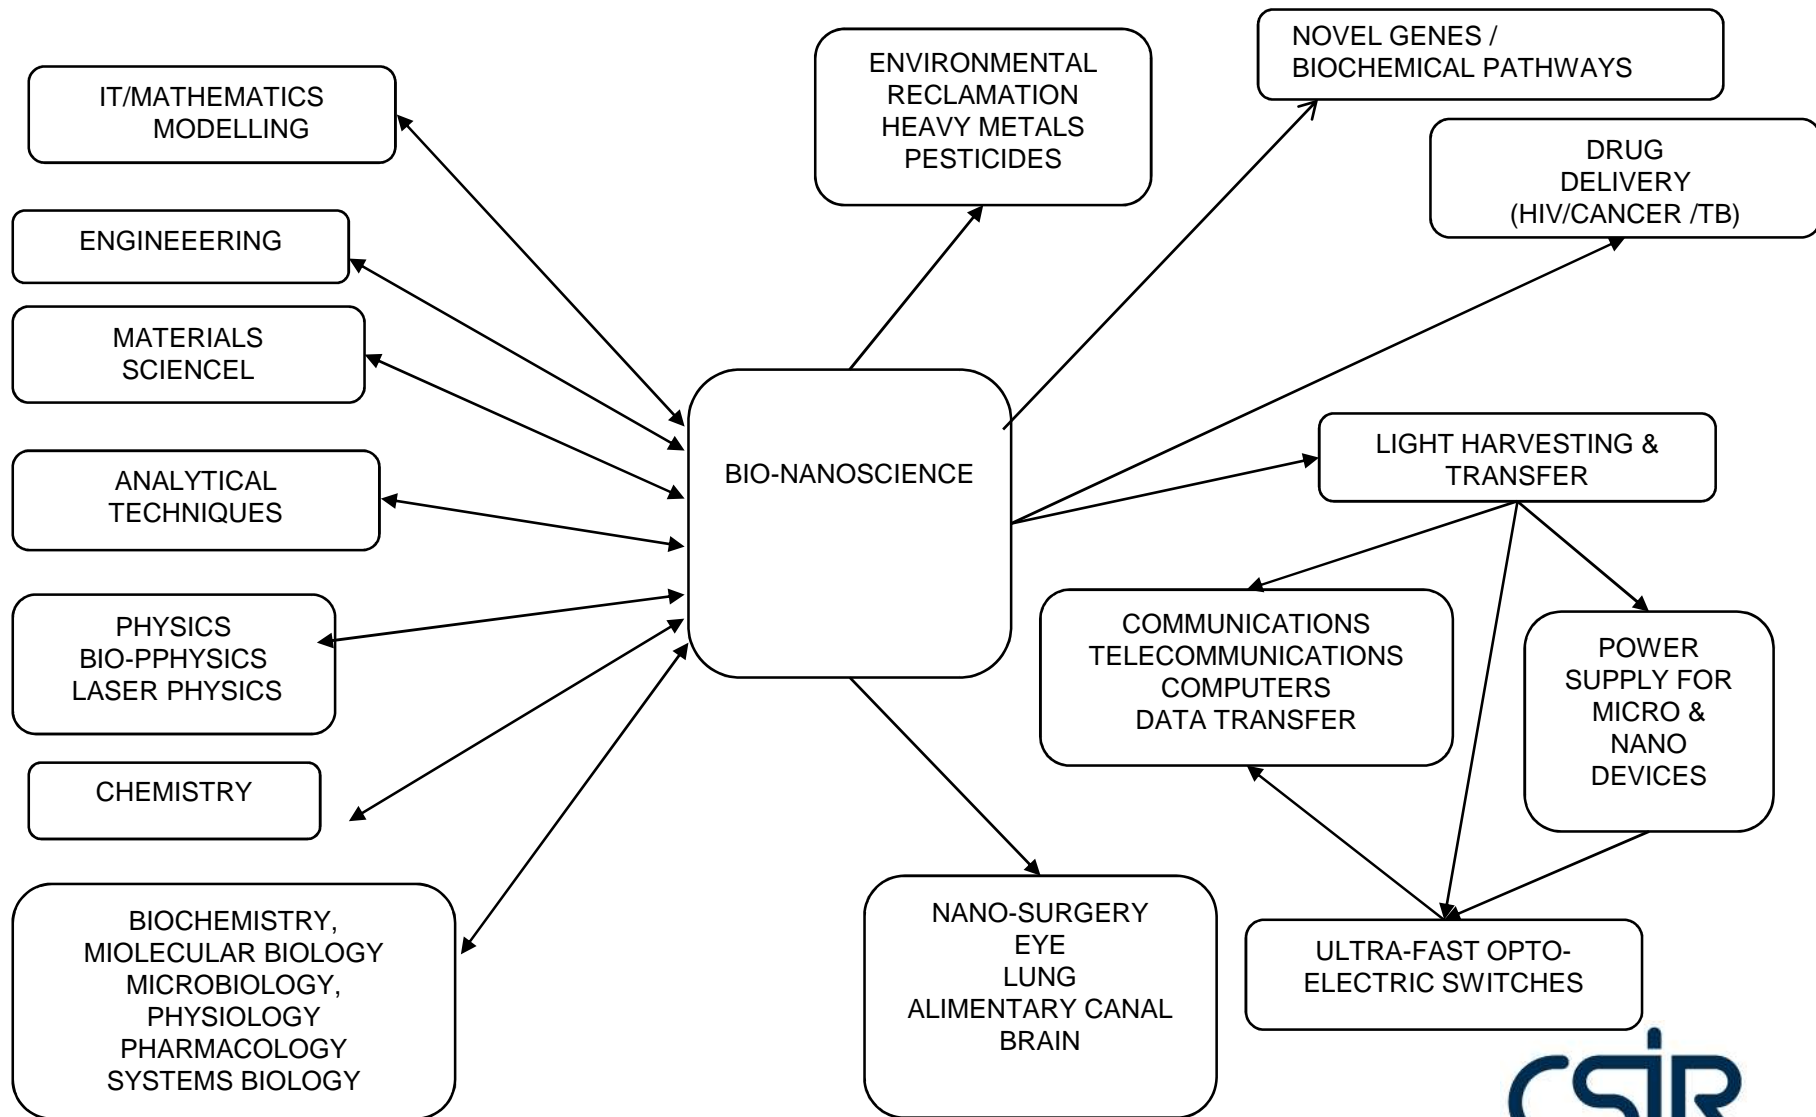 IT/MATHEMATICS
MODELLING
ENGINEEERING
MATERIALS
SCIENCEL
ANALYTICAL
TECHNIQUES
PHYSICS
BIO-PPHYSICS
LASER PHYSICS
CHEMISTRY
BIOCHEMISTRY,
MIOLECULAR BIOLOGY
MICROBIOLOGY,
PHYSIOLOGY
PHARMACOLOGY
SYSTEMS BIOLOGY
BIO-NANOSCIENCE
ENVIRONMENTAL
RECLAMATION
HEAVY METALS
PESTICIDES
NOVEL GENES /
BIOCHEMICAL PATHWAYS
DRUG
DELIVERY
(HIV/CANCER /TB)
LIGHT HARVESTING &
TRANSFER
COMMUNICATIONS
TELECOMMUNICATIONS
COMPUTERS
DATA TRANSFER
POWER
SUPPLY FOR
MICRO &
NANO
DEVICES
NANO-SURGERY
EYE
LUNG
ALIMENTARY CANAL
BRAIN
ULTRA-FAST OPTO-
ELECTRIC SWITCHES
CSIR